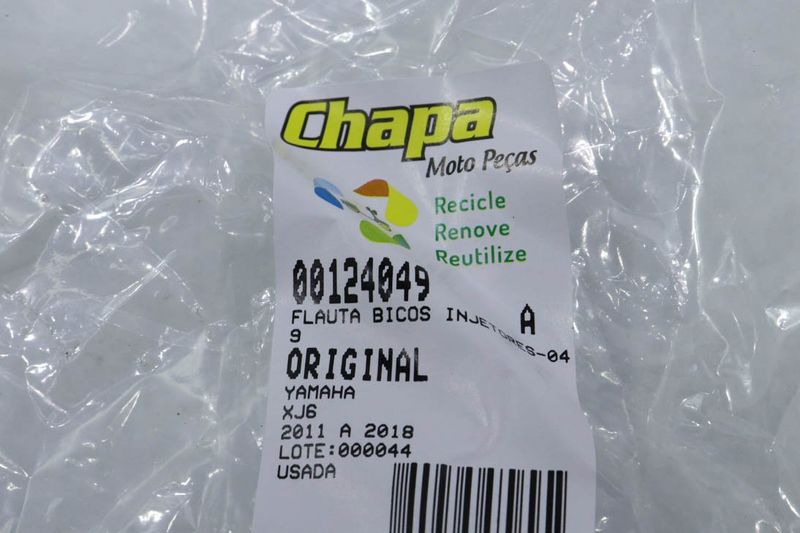 Chapa
Moto Peças
Recicle
Renove
Reutilize
00124049
A
FLAUTA BICOS INJETORES-04
9
ORIGINAL
YAMAHA
XJ6
2011 A 2018
LOTE:000044
USADA